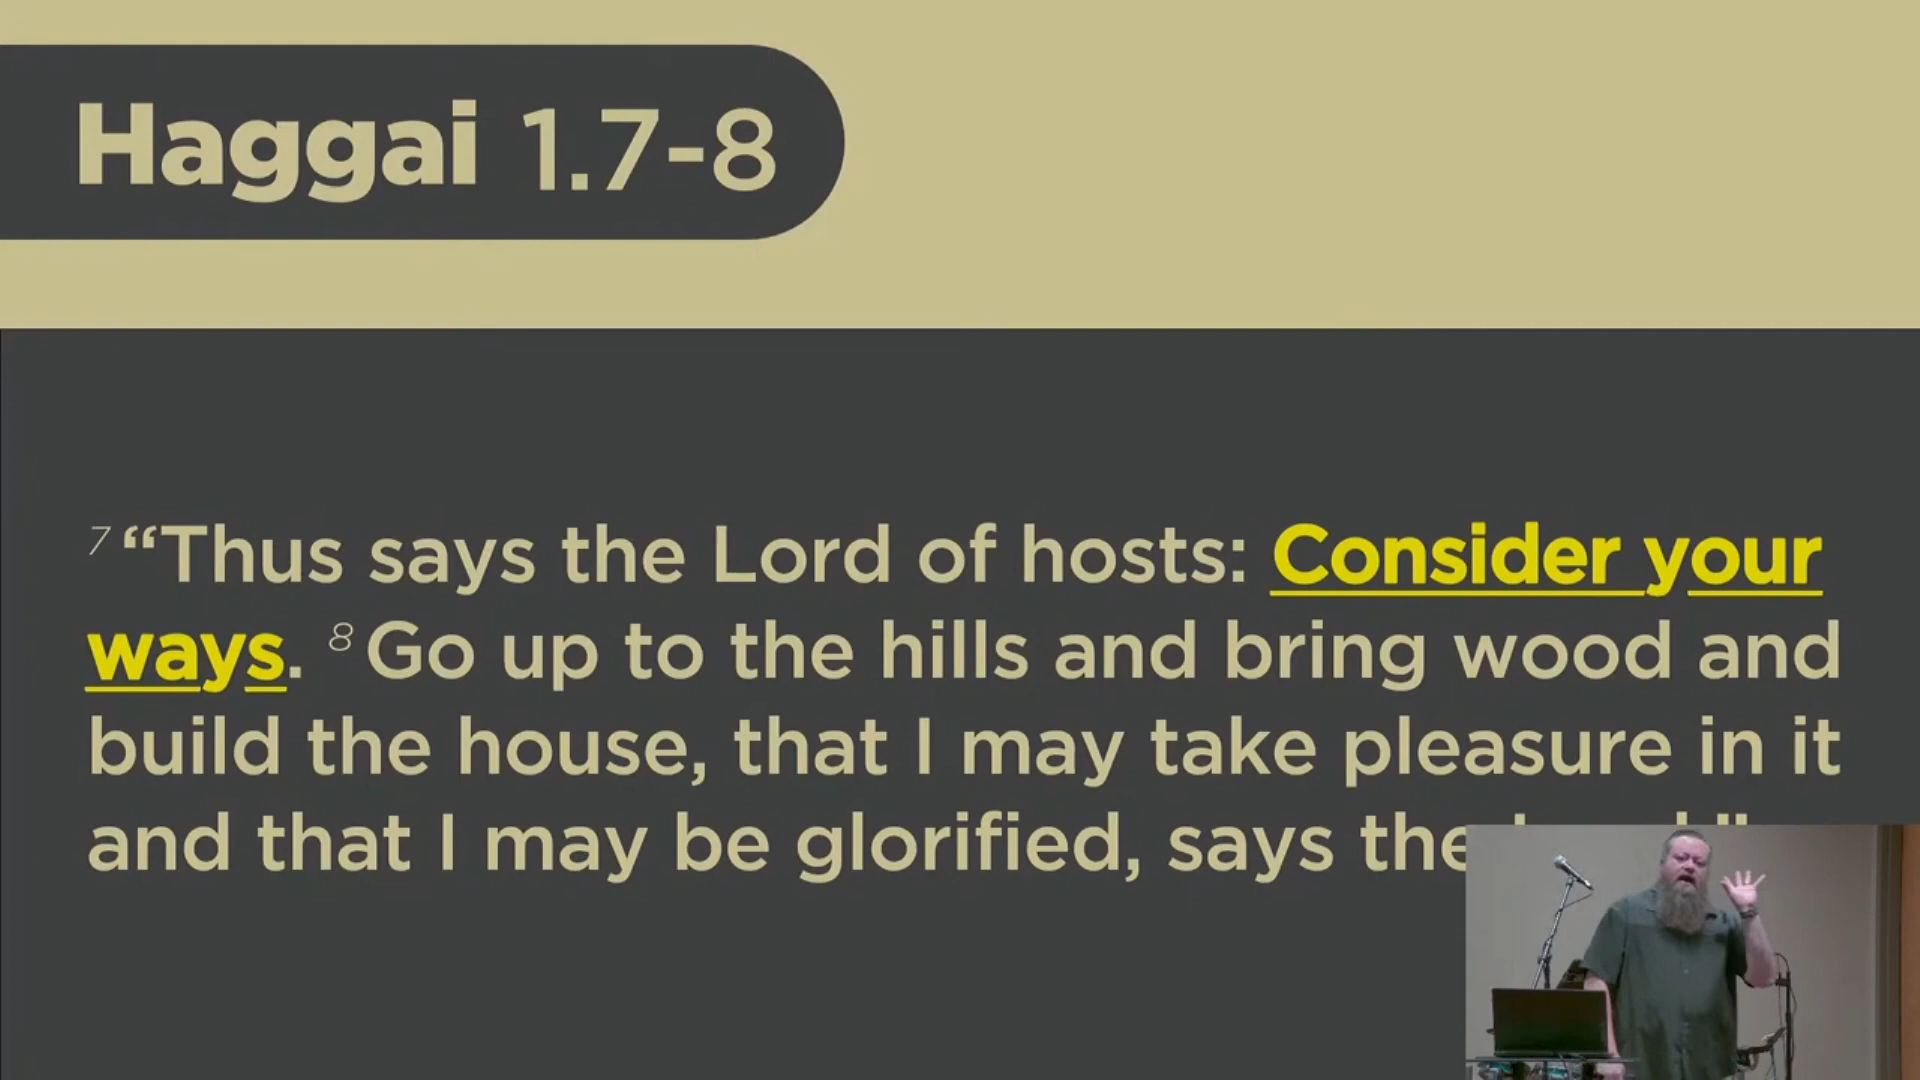 Haggai 1.7-8
7 “Thus says the Lord of hosts: Consider your
ways. 8 Go up to the hills and bring wood and
build the house, that I may take pleasure in it
and that I may be glorified, says the